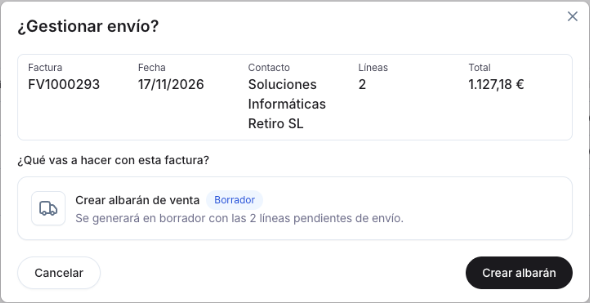 ¿Gestionar envío?
Factura
FV1000293
Fecha
17/11/2026
Contacto
Soluciones
Informáticas
Retiro SL
Líneas
2
Total
1.127,18 €
¿Qué vas a hacer con esta factura?
Crear albarán de venta Borrador
Se generará en borrador con las 2 líneas pendientes de envío.
Cancelar
Crear albarán